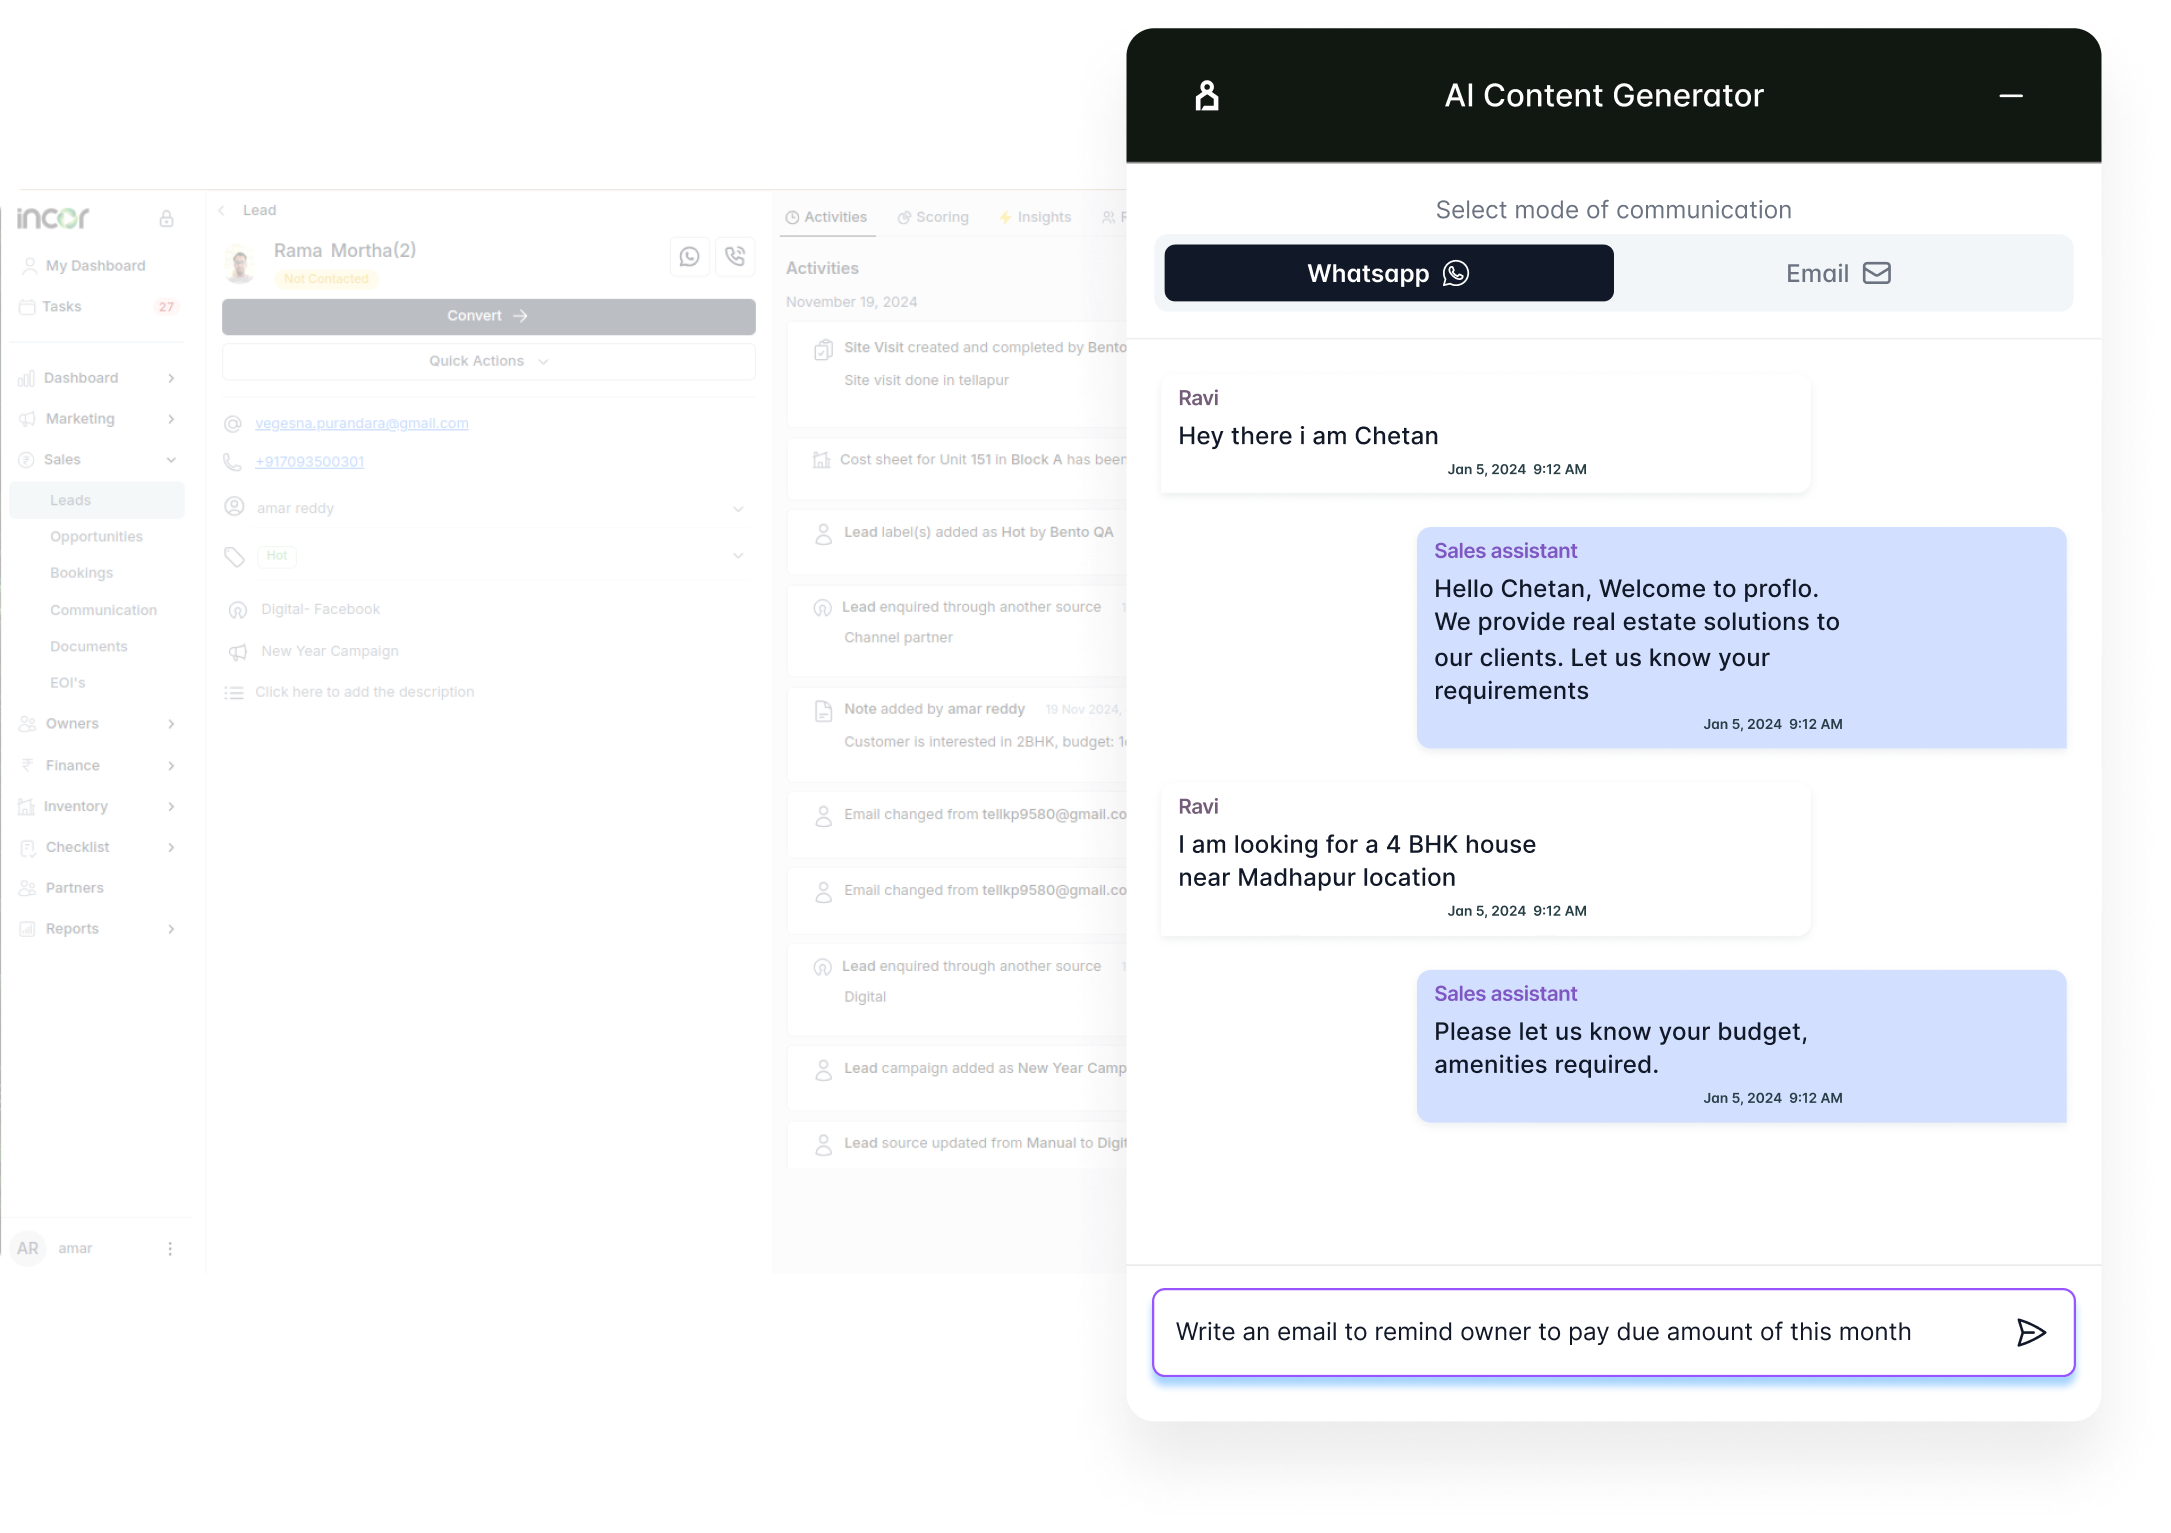 incor
My Dashboard
Tasks 27
Dashboard
Marketing
Sales
Leads
Opportunities
Bookings
Communication
Documents
EOI's
Owners
Finance
Inventory
Checklist
Partners
Reports
AR amar
Lead
Rama Mortha(2)
Not Contacted
Convert
Quick Actions
vegesna.purandara@gmail.com
+917093500301
amar reddy
Hot
Digital- Facebook
New Year Campaign
Click here to add the description
Activities Scoring Insights
Activities
November 19, 2024
Site Visit created and completed by Bento
Site visit done in tellapur
Cost sheet for Unit 151 in Block A has been
Lead label(s) added as Hot by Bento QA
Lead enquired through another source
Channel partner
Note added by amar reddy 19 Nov 2024,
Customer is interested in 2BHK, budget:
Email changed from tellkp9580@gmail.co
Email changed from tellkp9580@gmail.co
Lead enquired through another source
Digital
Lead campaign added as New Year Camp
Lead source updated from Manual to Digit
AI Content Generator
Select mode of communication
Whatsapp Email
Ravi
Hey there i am Chetan
Jan 5, 2024 9:12 AM
Sales assistant
Hello Chetan, Welcome to proflo.
We provide real estate solutions to
our clients. Let us know your
requirements
Jan 5, 2024 9:12 AM
Ravi
I am looking for a 4 BHK house
near Madhapur location
Jan 5, 2024 9:12 AM
Sales assistant
Please let us know your budget,
amenities required.
Jan 5, 2024 9:12 AM
Write an email to remind owner to pay due amount of this month